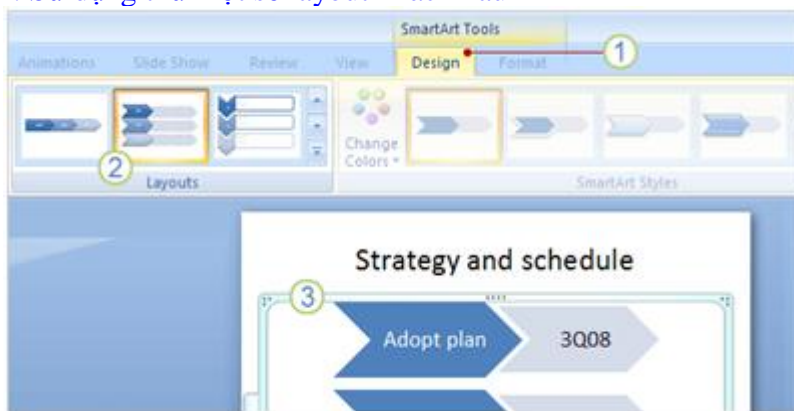 SmartArt Tools
Animations Slide Show Review View Design Format
1
Change
Colors
2
Layouts
SmartArt Styles
Strategy and schedule
3
Adopt plan 3Q08